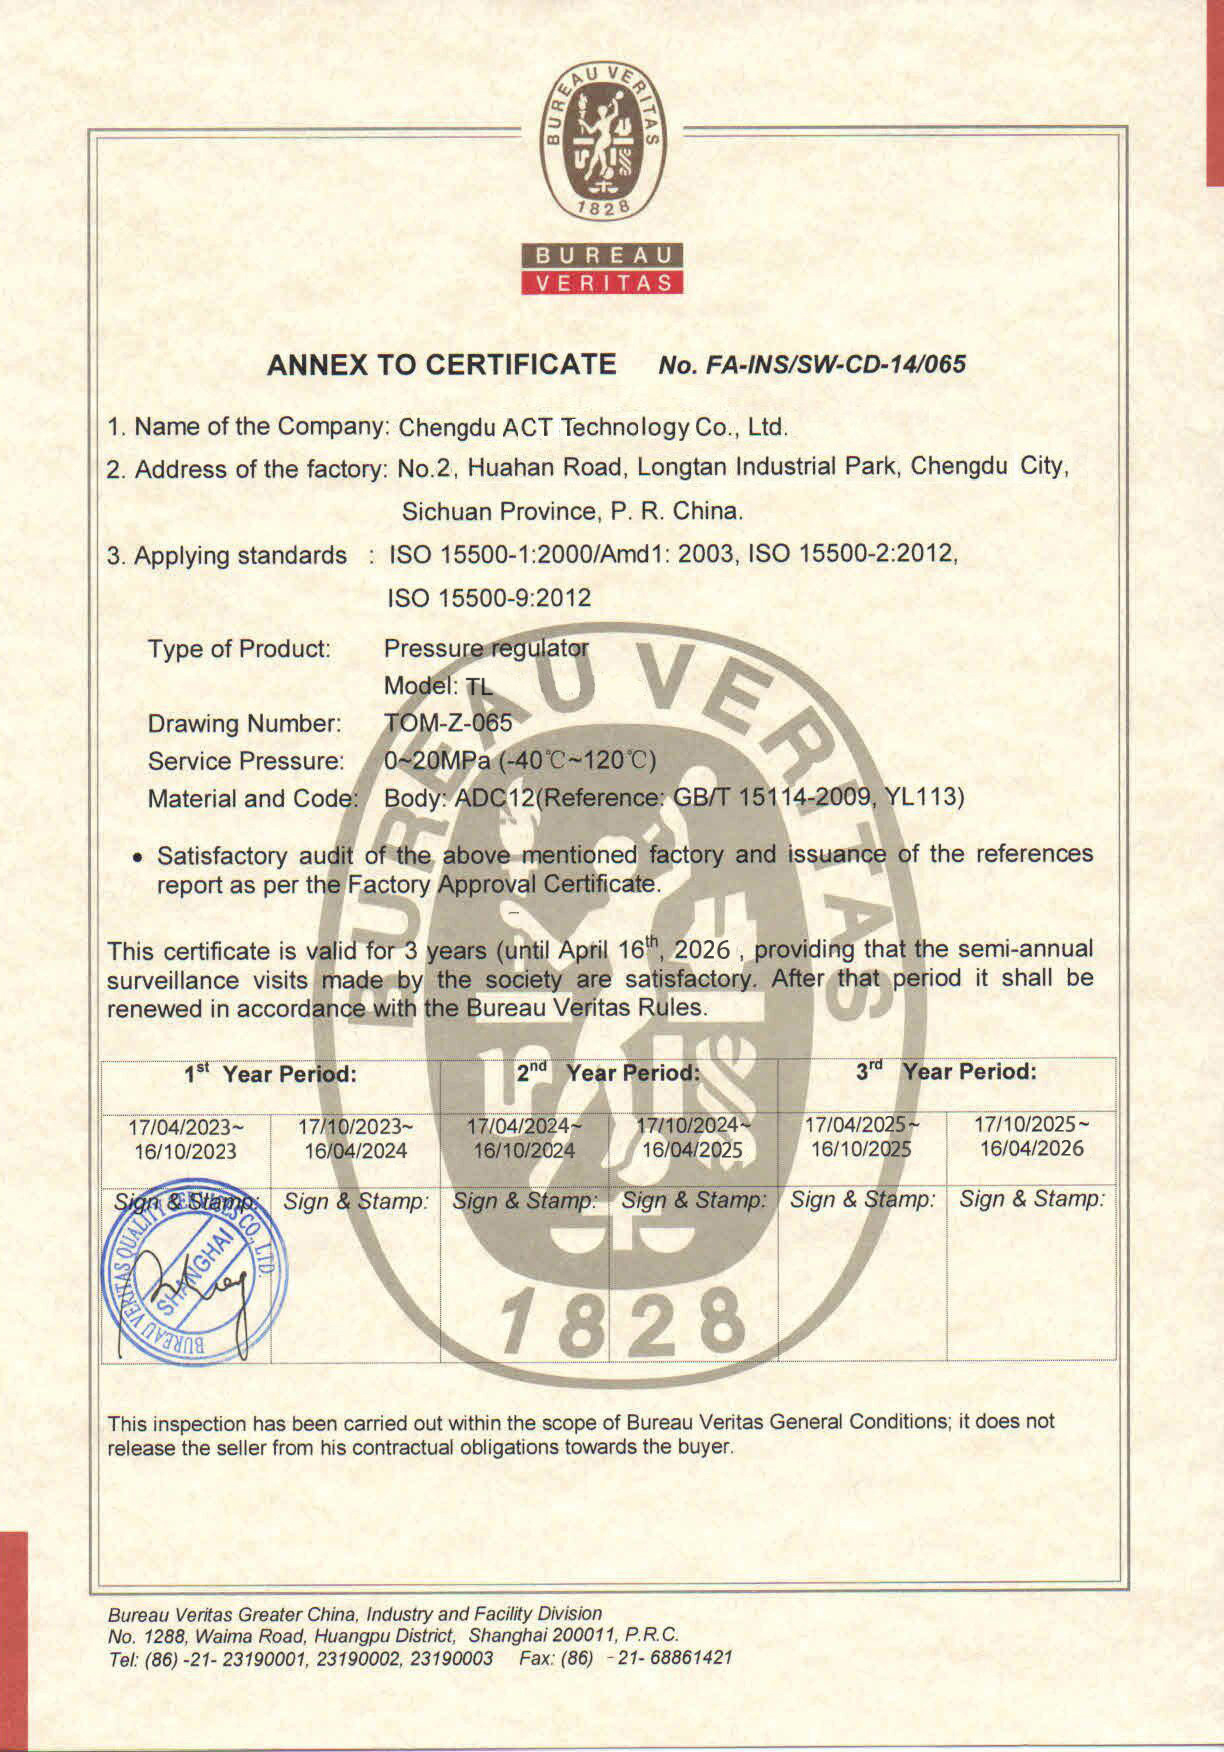 BUREAU VERITAS
1828
BUREAU
VERITAS
ANNEX TO CERTIFICATE No. FA-INS/SW-CD-14/065
1. Name of the Company: Chengdu ACT Technology Co., Ltd.
2. Address of the factory: No.2, Huahan Road, Longtan Industrial Park, Chengdu City,
Sichuan Province, P. R. China.
3. Applying standards : ISO 15500-1:2000/Amd1: 2003, ISO 15500-2:2012,
ISO 15500-9:2012
Type of Product: Pressure regulator
Model: TL
Drawing Number: TOM-Z-065
Service Pressure: 0~20MPa (-40℃~120℃)
Material and Code: Body: ADC12(Reference: GB/T 15114-2009, YL113)
• Satisfactory audit of the above mentioned factory and issuance of the references
report as per the Factory Approval Certificate.
This certificate is valid for 3 years (until April 16th, 2026 , providing that the semi-annual
surveillance visits made by the society are satisfactory. After that period it shall be
renewed in accordance with the Bureau Veritas Rules.
1st Year Period: 2nd Year Period: 3rd Year Period:
17/04/2023~ 17/10/2023~ 17/04/2024~ 17/10/2024~ 17/04/2025~ 17/10/2025~
16/10/2023 16/04/2024 16/10/2024 16/04/2025 16/10/2025 16/04/2026
Sign & Stamp: Sign & Stamp: Sign & Stamp: Sign & Stamp: Sign & Stamp: Sign & Stamp:
BUREAU VERITAS QUALITY SERVICES CO., LTD.
SHANGHAI
BUREAU VERITAS
1828
This inspection has been carried out within the scope of Bureau Veritas General Conditions; it does not
release the seller from his contractual obligations towards the buyer.
Bureau Veritas Greater China, Industry and Facility Division
No. 1288, Waima Road, Huangpu District, Shanghai 200011, P.R.C.
Tel: (86) -21- 23190001, 23190002, 23190003 Fax: (86) -21- 68861421